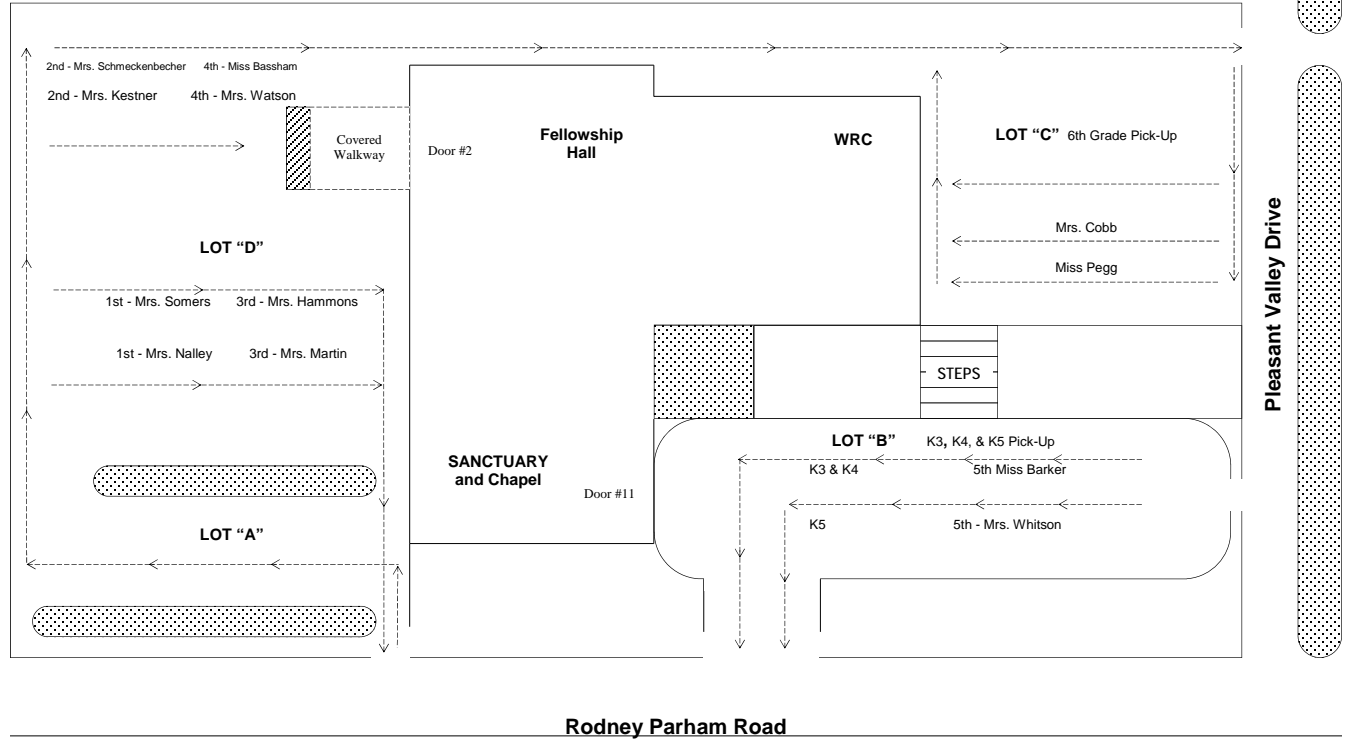 2nd - Mrs. Schmeckenbecher 4th - Miss Bassham
2nd - Mrs. Kestner 4th - Mrs. Watson
Covered
Walkway
Door #2
Fellowship
Hall
WRC
LOT “C” 6th Grade Pick-Up
Mrs. Cobb
Miss Pegg
LOT “D”
1st - Mrs. Somers 3rd - Mrs. Hammons
1st - Mrs. Nalley 3rd - Mrs. Martin
STEPS
Pleasant Valley Drive
LOT “B” K3, K4, & K5 Pick-Up
K3 & K4 5th Miss Barker
K5 5th - Mrs. Whitson
SANCTUARY
and Chapel
Door #11
LOT “A”
Rodney Parham Road